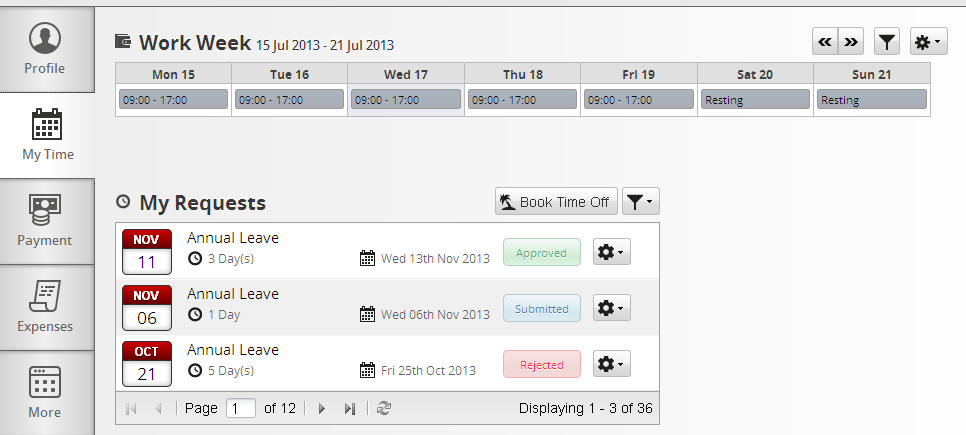 Profile
My Time
Payment
Expenses
More
Work Week 15 Jul 2013 - 21 Jul 2013
Mon 15 Tue 16 Wed 17 Thu 18 Fri 19 Sat 20 Sun 21
09:00 - 17:00 09:00 - 17:00 09:00 - 17:00 09:00 - 17:00 09:00 - 17:00 Resting Resting
My Requests Book Time Off
NOV Annual Leave
11 3 Day(s) Wed 13th Nov 2013 Approved
NOV Annual Leave
06 1 Day Wed 06th Nov 2013 Submitted
OCT Annual Leave
21 5 Day(s) Fri 25th Oct 2013 Rejected
Page 1 of 12 Displaying 1 - 3 of 36